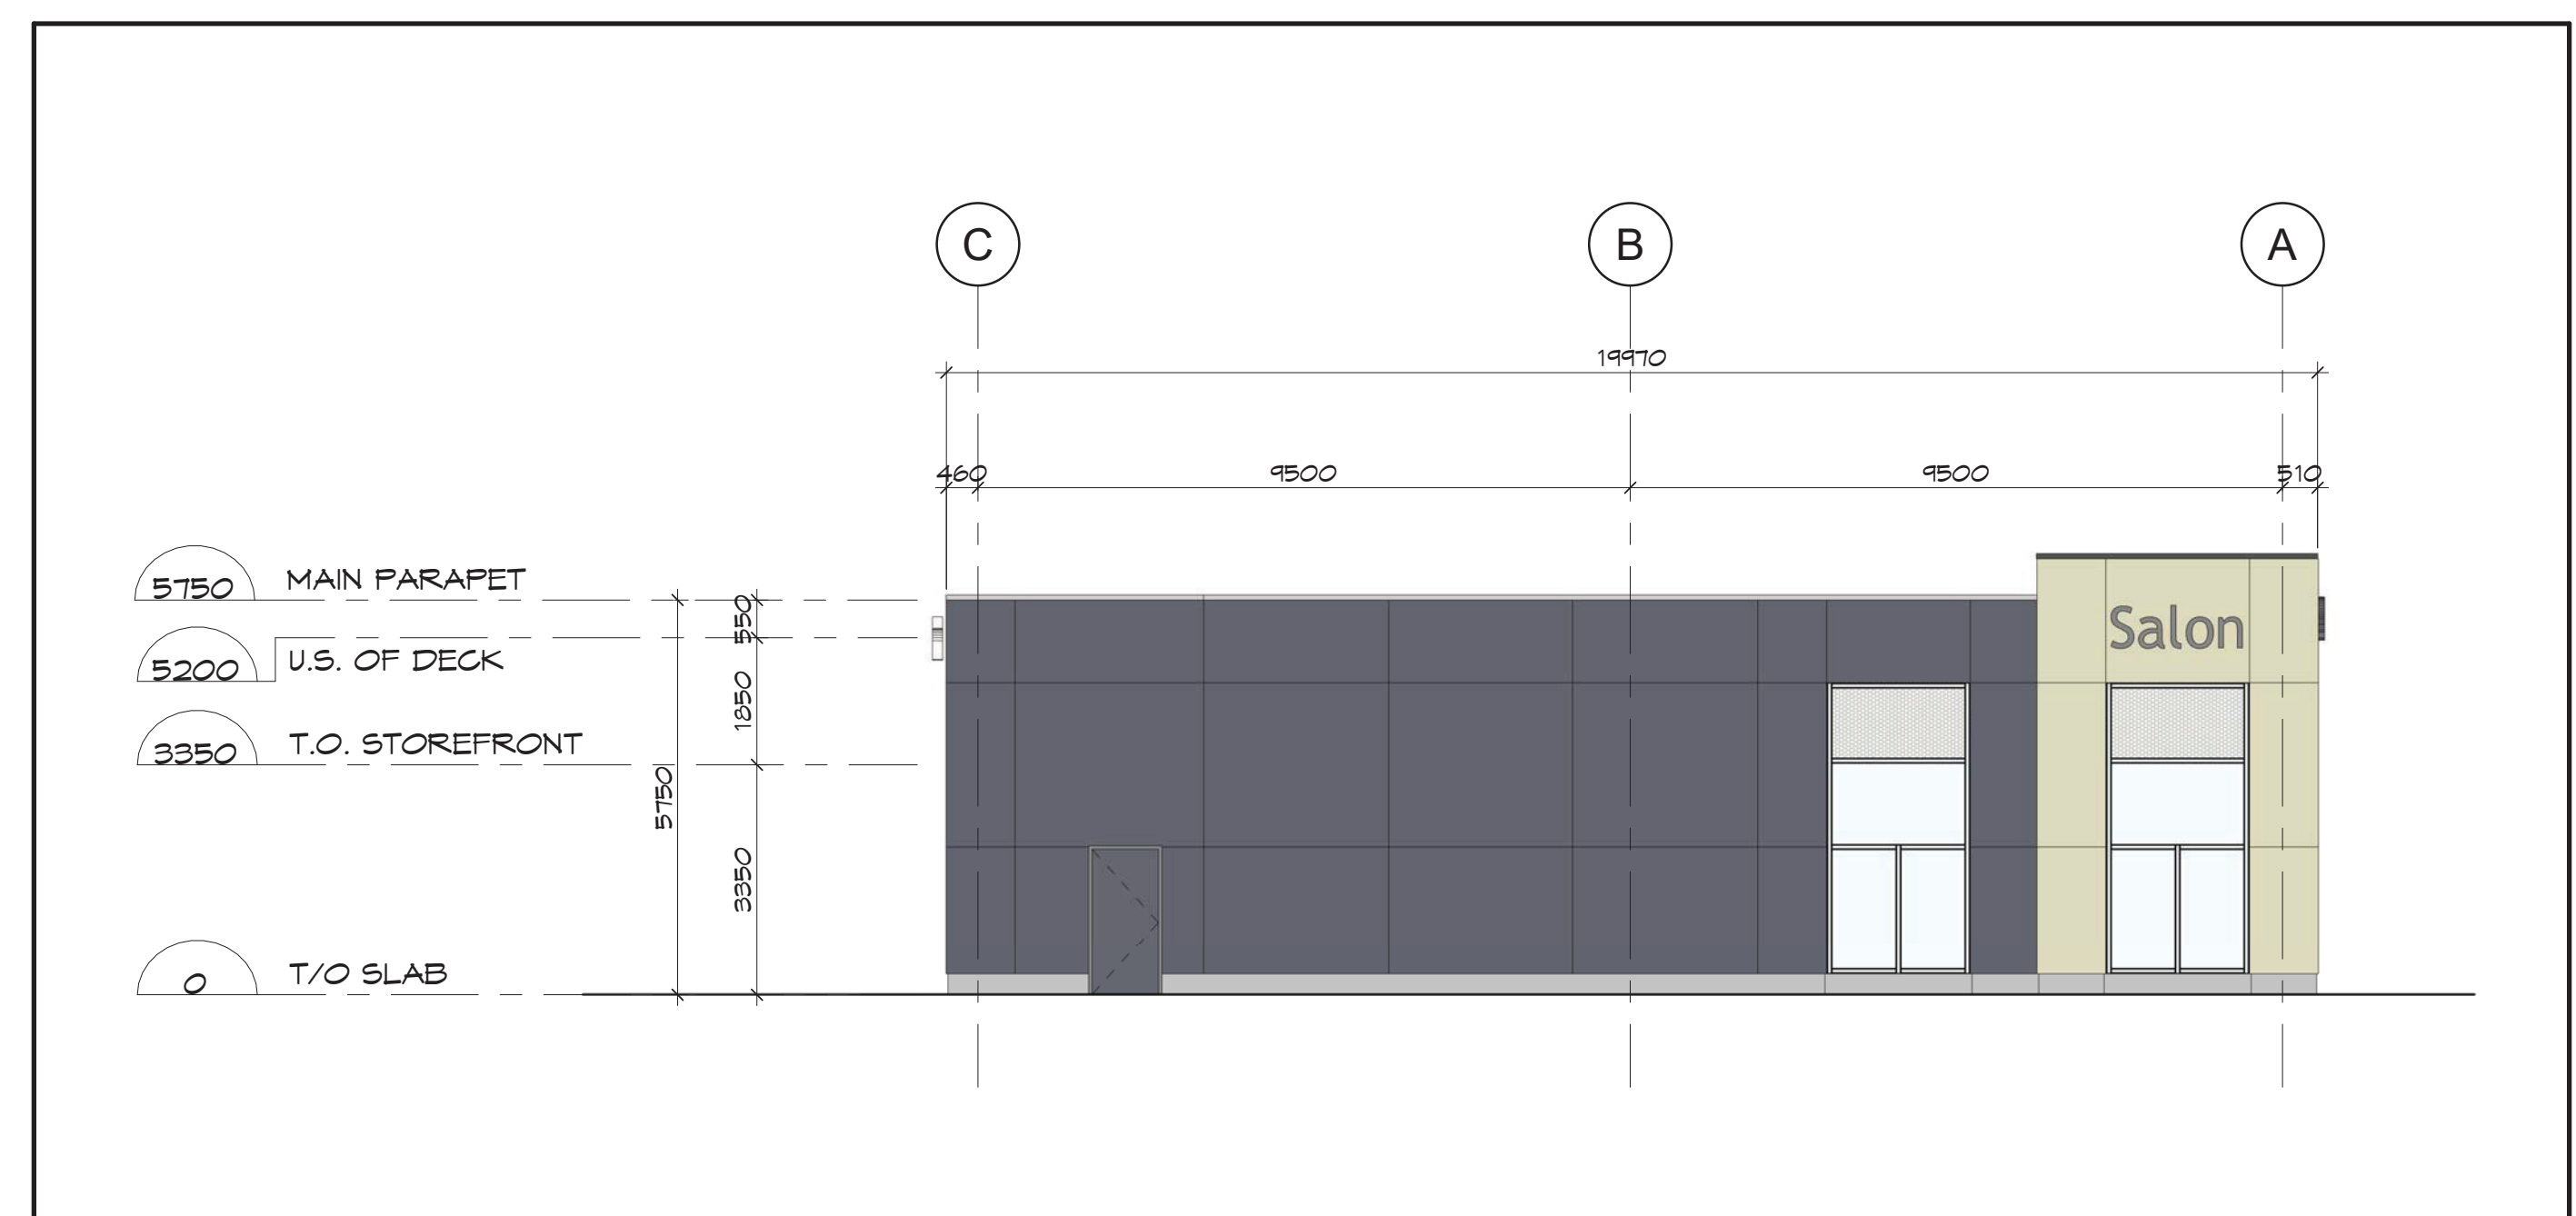 C B A
19970
460 9500 9500 510
5750 MAIN PARAPET
550
5200 U.S. OF DECK
Salon
1850
3350 T.O. STOREFRONT
5750
3350
0 T/O SLAB